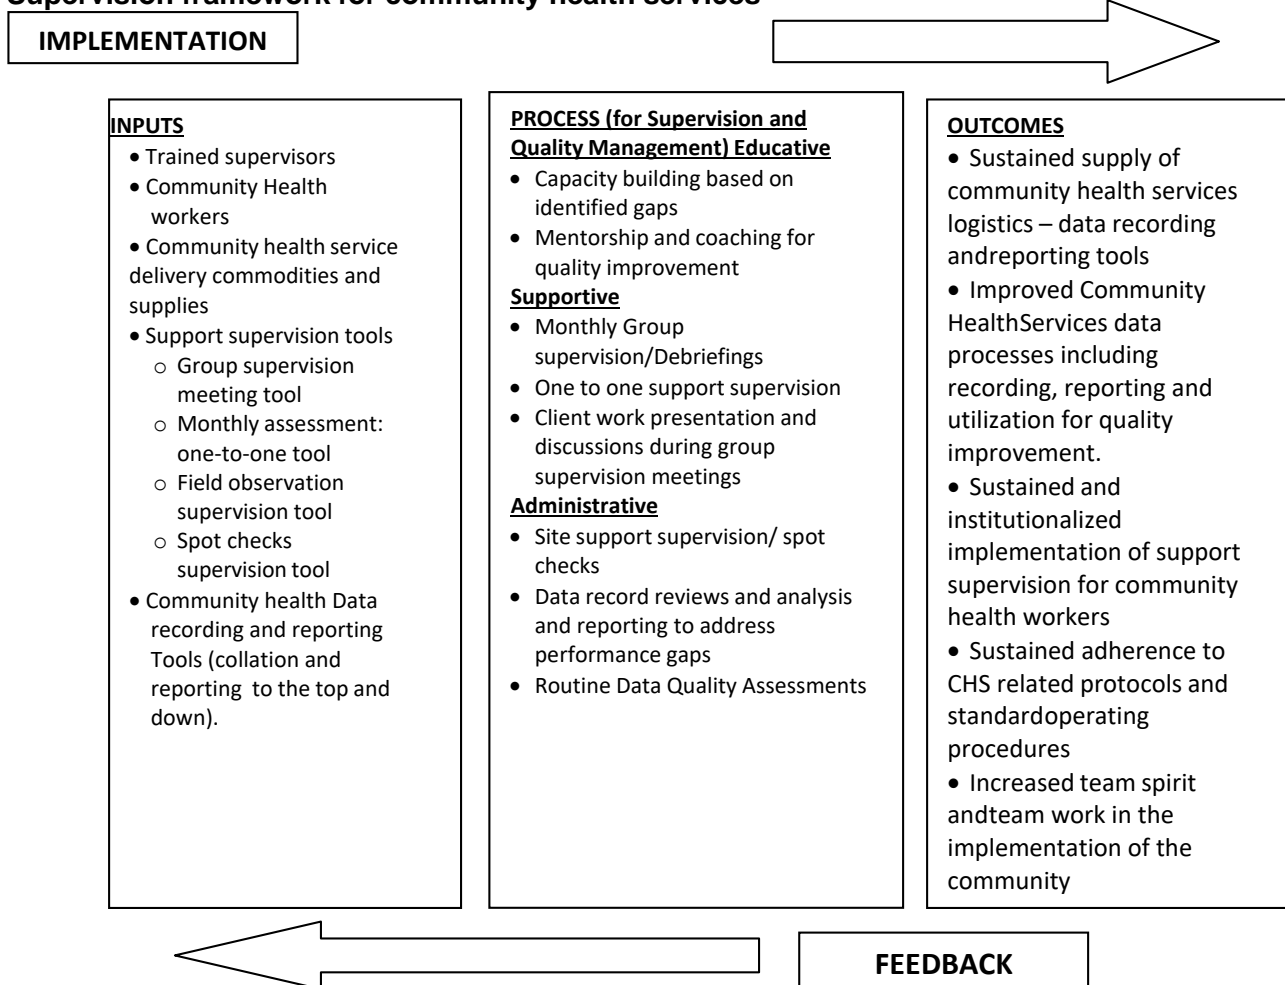 Supervision framework for community health services
IMPLEMENTATION
INPUTS
• Trained supervisors
• Community Health
workers
• Community health service
delivery commodities and
supplies
• Support supervision tools
○ Group supervision
meeting tool
○ Monthly assessment:
one-to-one tool
○ Field observation
supervision tool
○ Spot checks
supervision tool
• Community health Data
recording and reporting
Tools (collation and
reporting to the top and
down).
PROCESS (for Supervision and
Quality Management) Educative
• Capacity building based on
identified gaps
• Mentorship and coaching for
quality improvement
Supportive
• Monthly Group
supervision/Debriefings
• One to one support supervision
• Client work presentation and
discussions during group
supervision meetings
Administrative
• Site support supervision/ spot
checks
• Data record reviews and analysis
and reporting to address
performance gaps
• Routine Data Quality Assessments
OUTCOMES
• Sustained supply of
community health services
logistics – data recording
andreporting tools
• Improved Community
HealthServices data
processes including
recording, reporting and
utilization for quality
improvement.
• Sustained and
institutionalized
implementation of support
supervision for community
health workers
• Sustained adherence to
CHS related protocols and
standardoperating
procedures
• Increased team spirit
andteam work in the
implementation of the
community
FEEDBACK